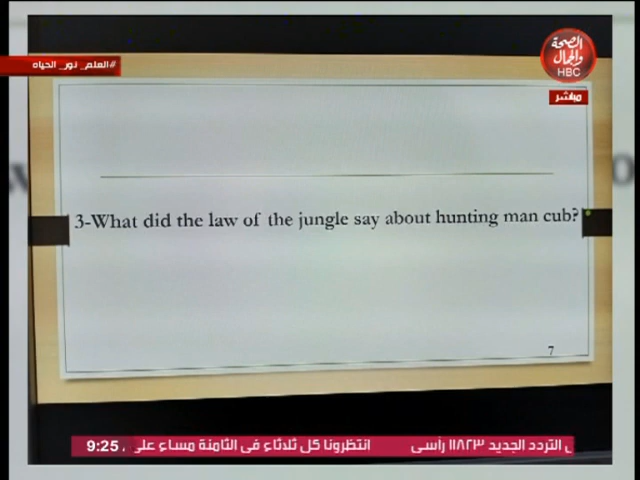 الصحة
والجمال
HBC
#العلم_نور_الحياه
مباشر
3-What did the law of the jungle say about hunting man cub?
7
9:25
انتظرونا كل ثلاثاء فى الثامنة مساء على
التردد الجديد ١١٨٢٣ رأسى